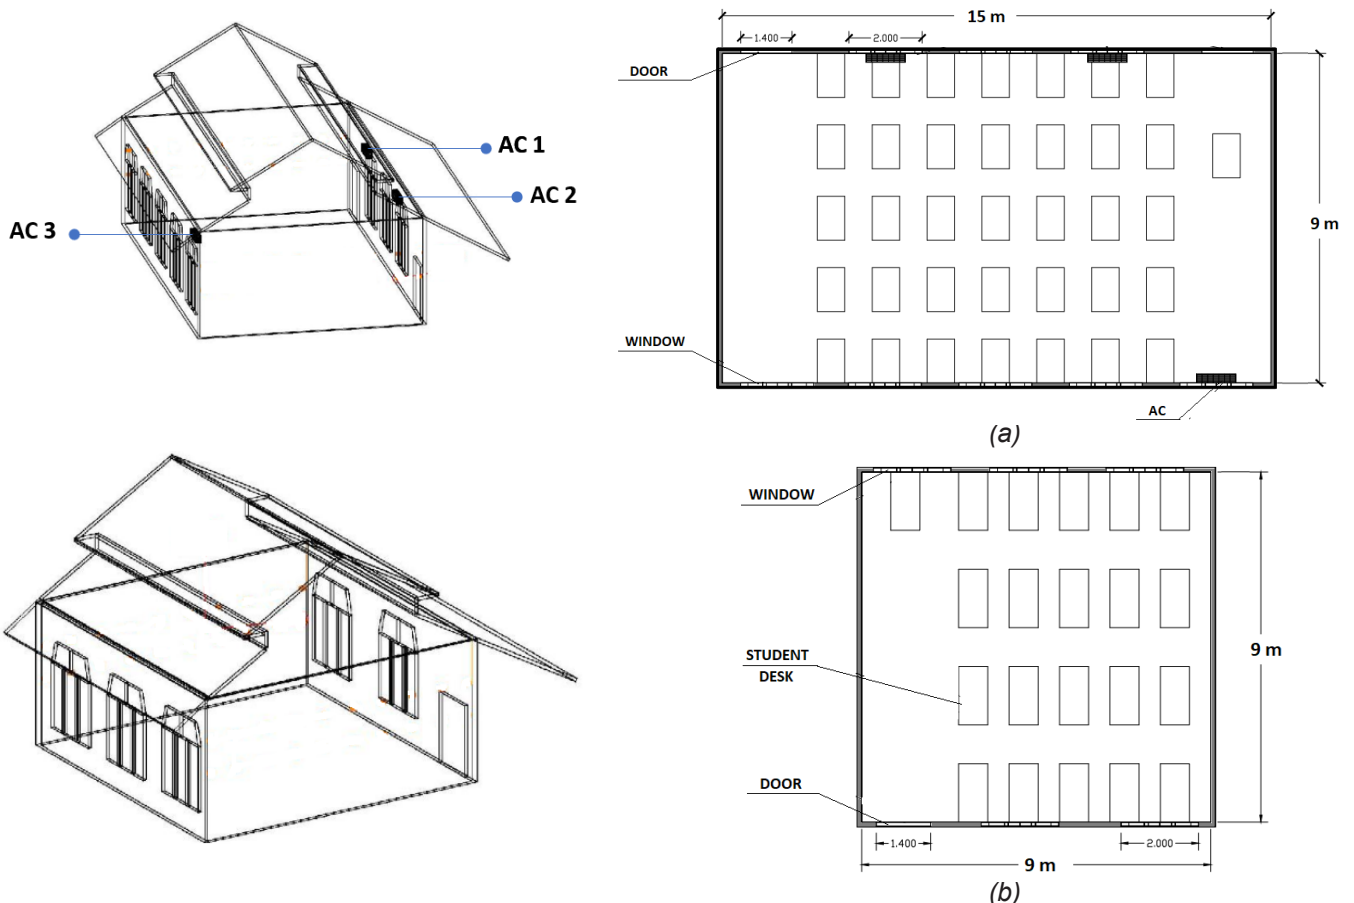 AC 1
AC 2
AC 3
15 m
1.400
2.000
DOOR
9 m
WINDOW
AC
(a)
WINDOW
STUDENT
DESK
9 m
DOOR
1.400
2.000
9 m
(b)